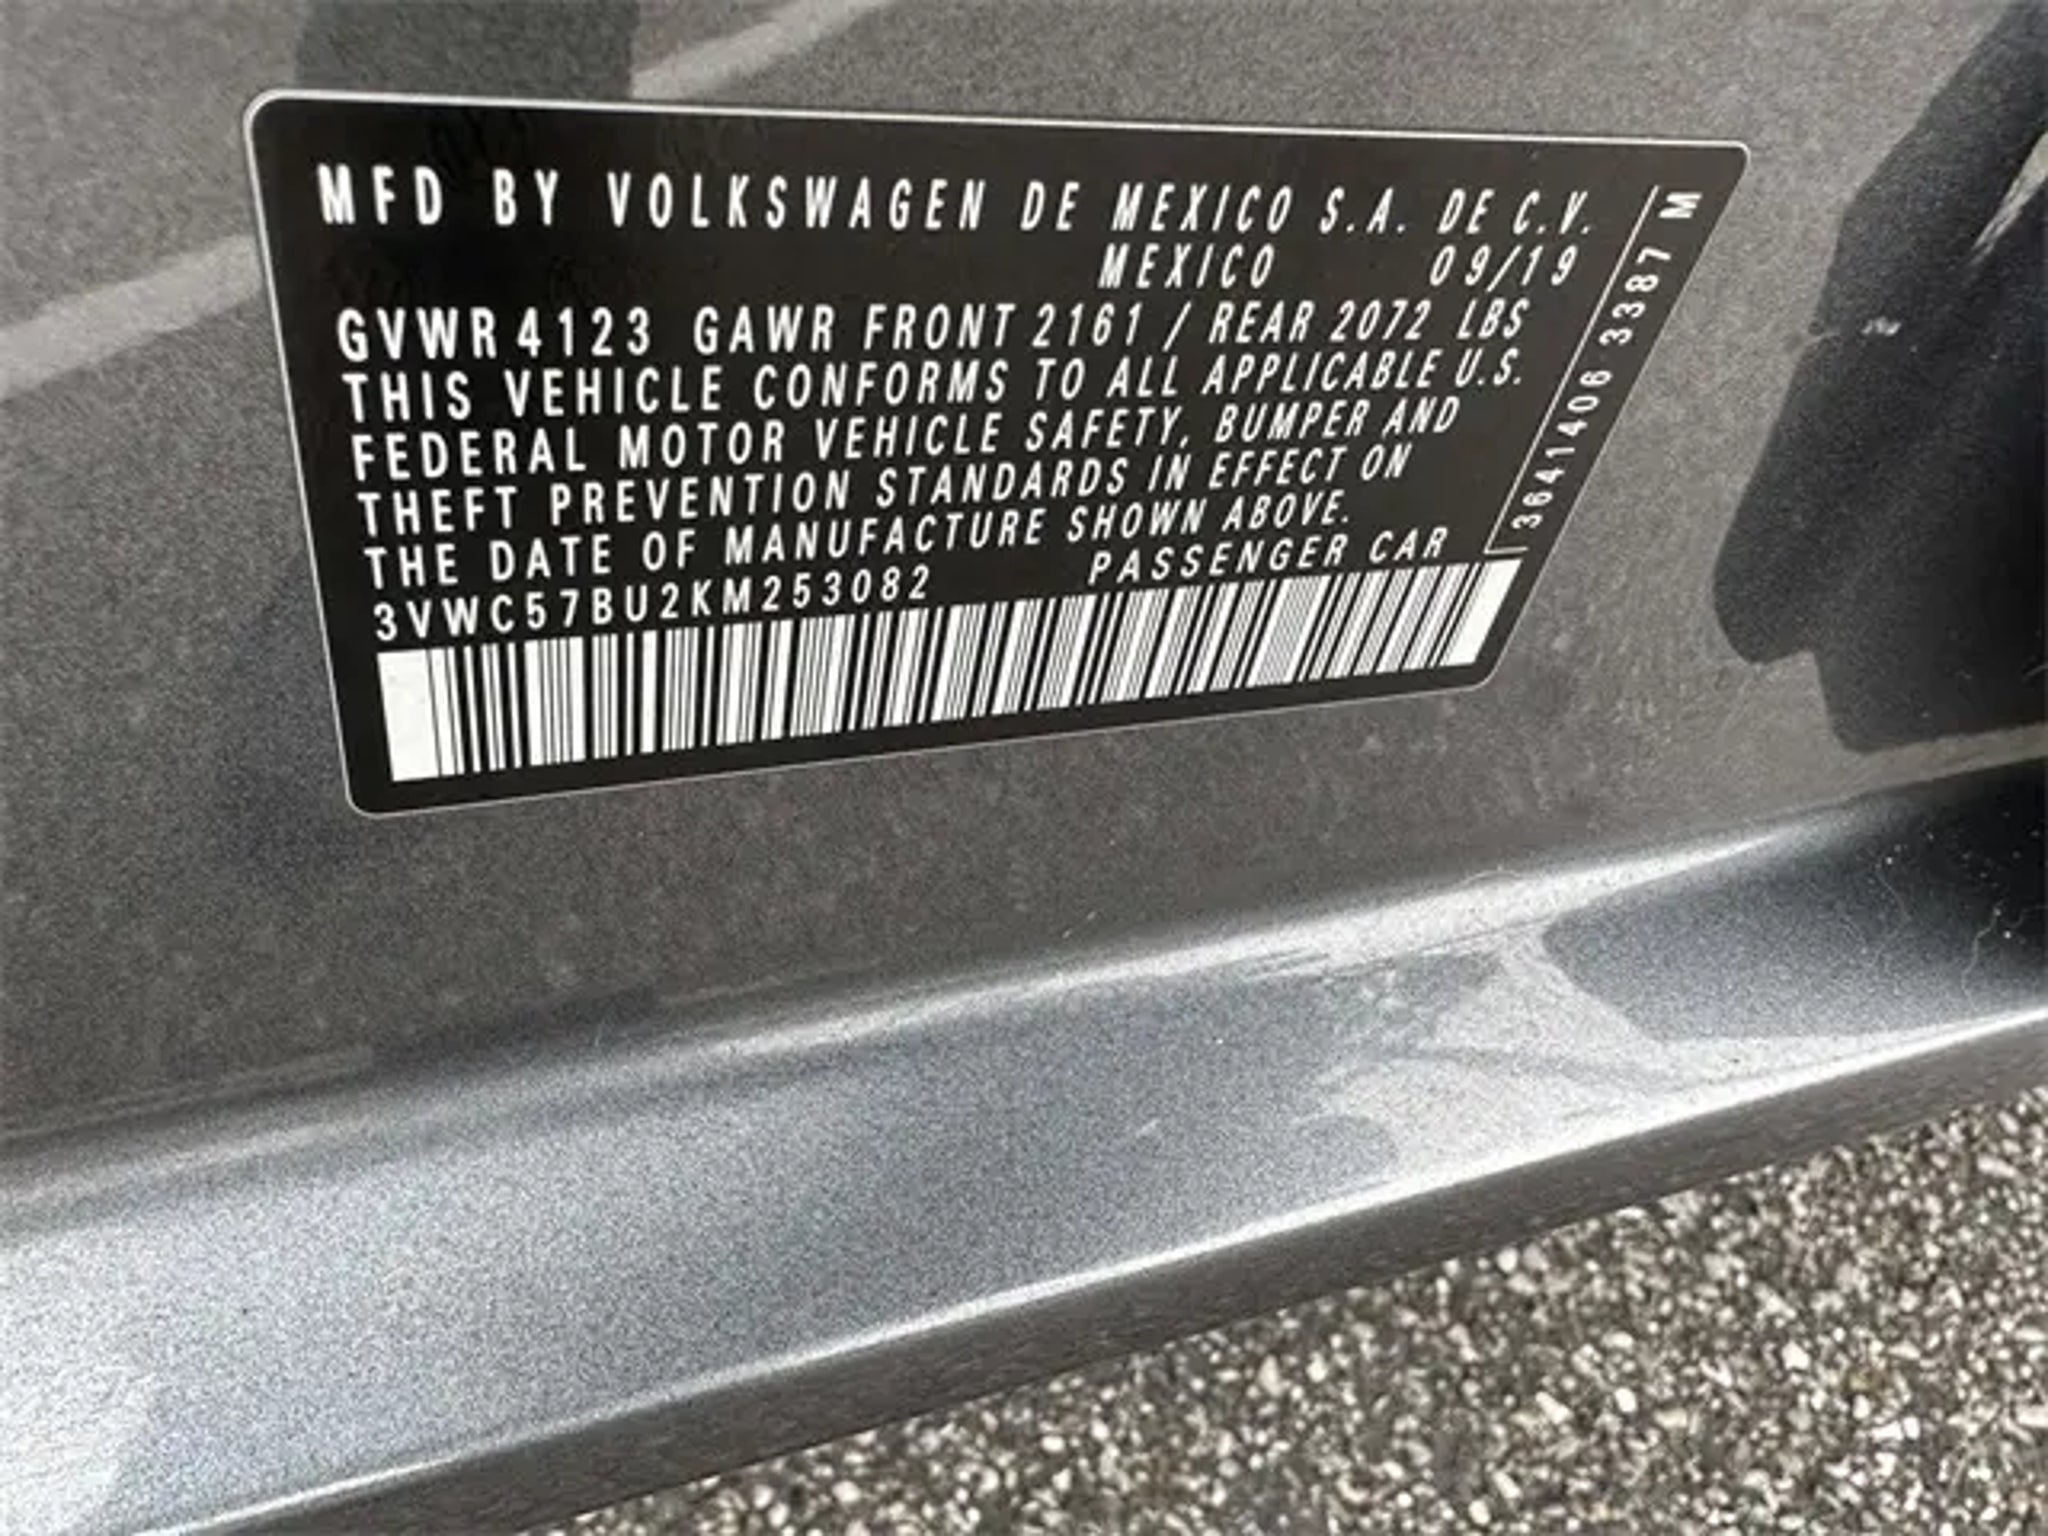 MFD BY VOLKSWAGEN DE MEXICO S.A. DE C.V.
MEXICO 09/19
GVWR 4123 GAWR FRONT 2161 / REAR 2072 LBS
THIS VEHICLE CONFORMS TO ALL APPLICABLE U.S.
FEDERAL MOTOR VEHICLE SAFETY, BUMPER AND
THEFT PREVENTION STANDARDS IN EFFECT ON
THE DATE OF MANUFACTURE SHOWN ABOVE.
3VWC57BU2KM253082 PASSENGER CAR
3641406 3387 M